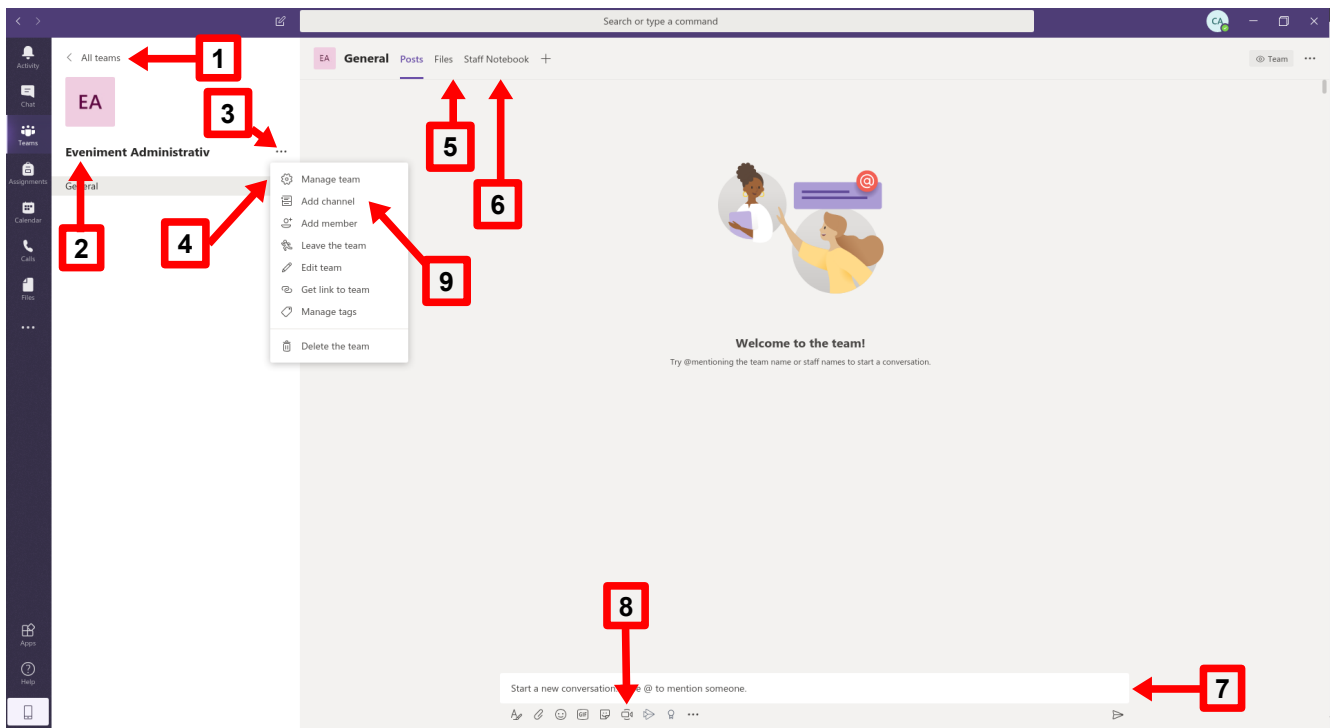 Search or type a command
CA
Activity
Chat
Teams
Assignments
Calendar
Calls
Files
Apps
Help
All teams
1
EA
3
Eveniment Administrativ
General
2
4
Manage team
Add channel
Add member
Leave the team
Edit team
Get link to team
Manage tags
Delete the team
9
EA General Posts Files Staff Notebook
Team
5
6
@
Welcome to the team!
Try @mentioning the team name or staff names to start a conversation.
8
Start a new conversation @ to mention someone.
7
GIF